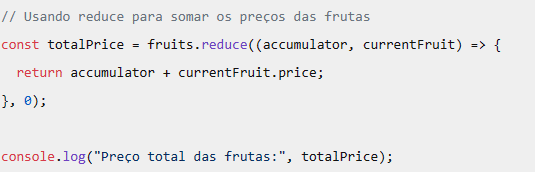 // Usando reduce para somar os preços das frutas
const totalPrice = fruits.reduce((accumulator, currentFruit) => {
  return accumulator + currentFruit.price;
}, 0);

console.log("Preço total das frutas:", totalPrice);